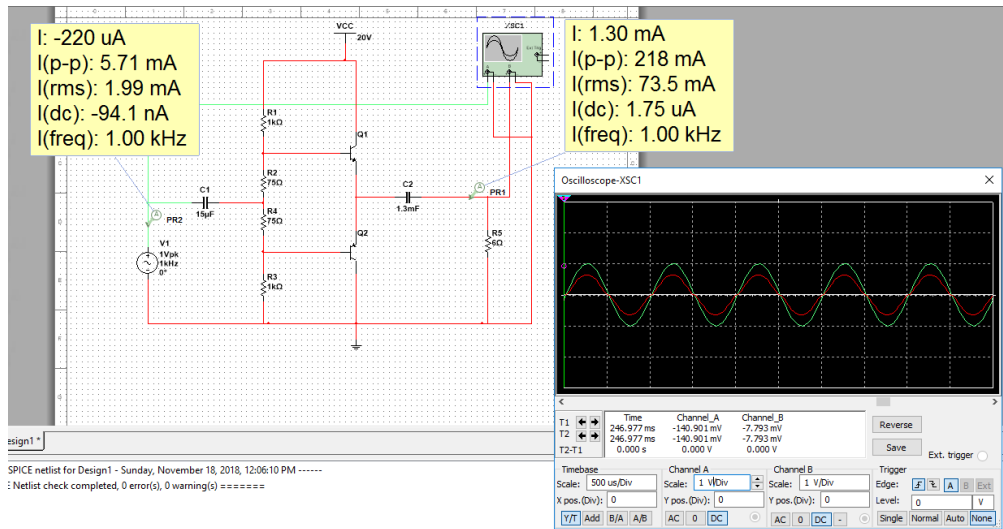 I: -220 uA
I(p-p): 5.71 mA
I(rms): 1.99 mA
I(dc): -94.1 nA
I(freq): 1.00 kHz
VCC
20V
XSC1
Ext Trig
I: 1.30 mA
I(p-p): 218 mA
I(rms): 73.5 mA
I(dc): 1.75 uA
I(freq): 1.00 kHz
R1
1kΩ
Q1
R2
75Ω
C1
15µF
PR2
R4
75Ω
C2
1.3mF
PR1
V1
1Vpk
1kHz
0°
Q2
R5
6Ω
R3
1kΩ
Oscilloscope-XSC1
T1
T2
T2-T1
Time Channel_A Channel_B
246.977 ms -140.901 mV -7.793 mV
246.977 ms -140.901 mV -7.793 mV
0.000 s 0.000 V 0.000 V
Reverse
Save
Ext. trigger
Timebase
Scale: 500 us/Div
X pos.(Div): 0
Y/T Add B/A A/B
Channel A
Scale: 1 V/Div
Y pos.(Div): 0
AC 0 DC
Channel B
Scale: 1 V/Div
Y pos.(Div): 0
AC 0 DC -
Trigger
Edge: A B Ext
Level: 0 V
Single Normal Auto None
esign1 *
SPICE netlist for Design1 - Sunday, November 18, 2018, 12:06:10 PM ------
E Netlist check completed, 0 error(s), 0 warning(s) =======